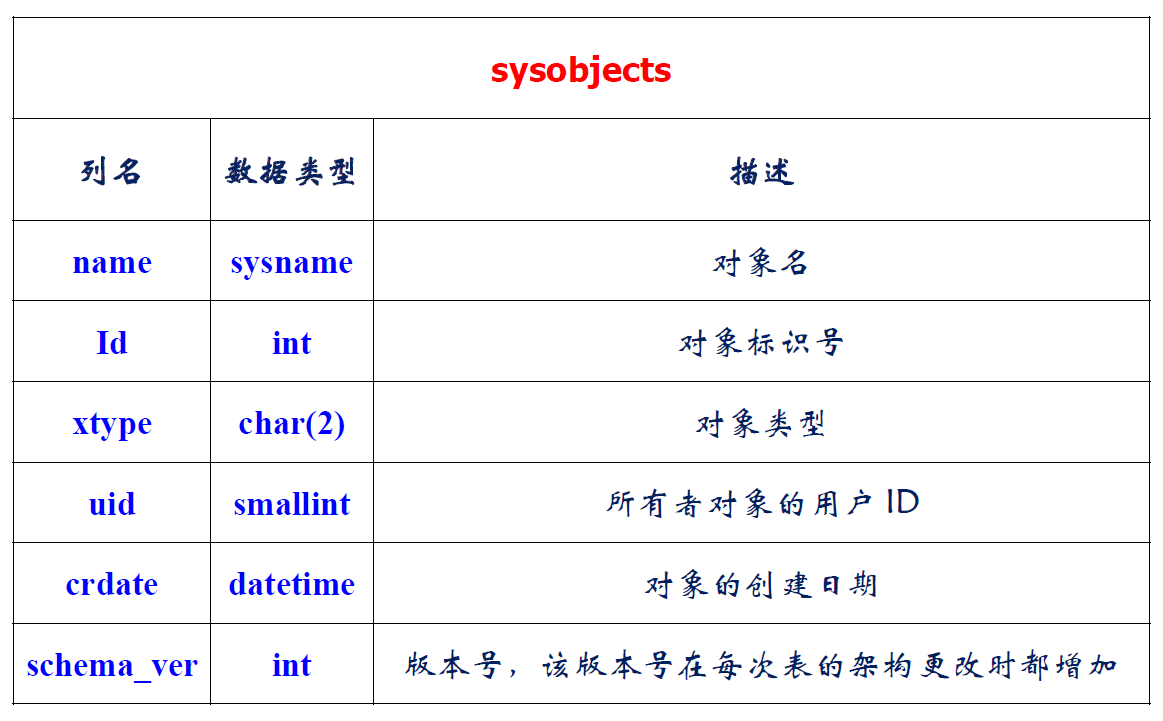 sysobjects
列名 数据类型 描述
name sysname 对象名
Id int 对象标识号
xtype char(2) 对象类型
uid smallint 所有者对象的用户 ID
crdate datetime 对象的创建日期
schema_ver int 版本号，该版本号在每次表的架构更改时都增加